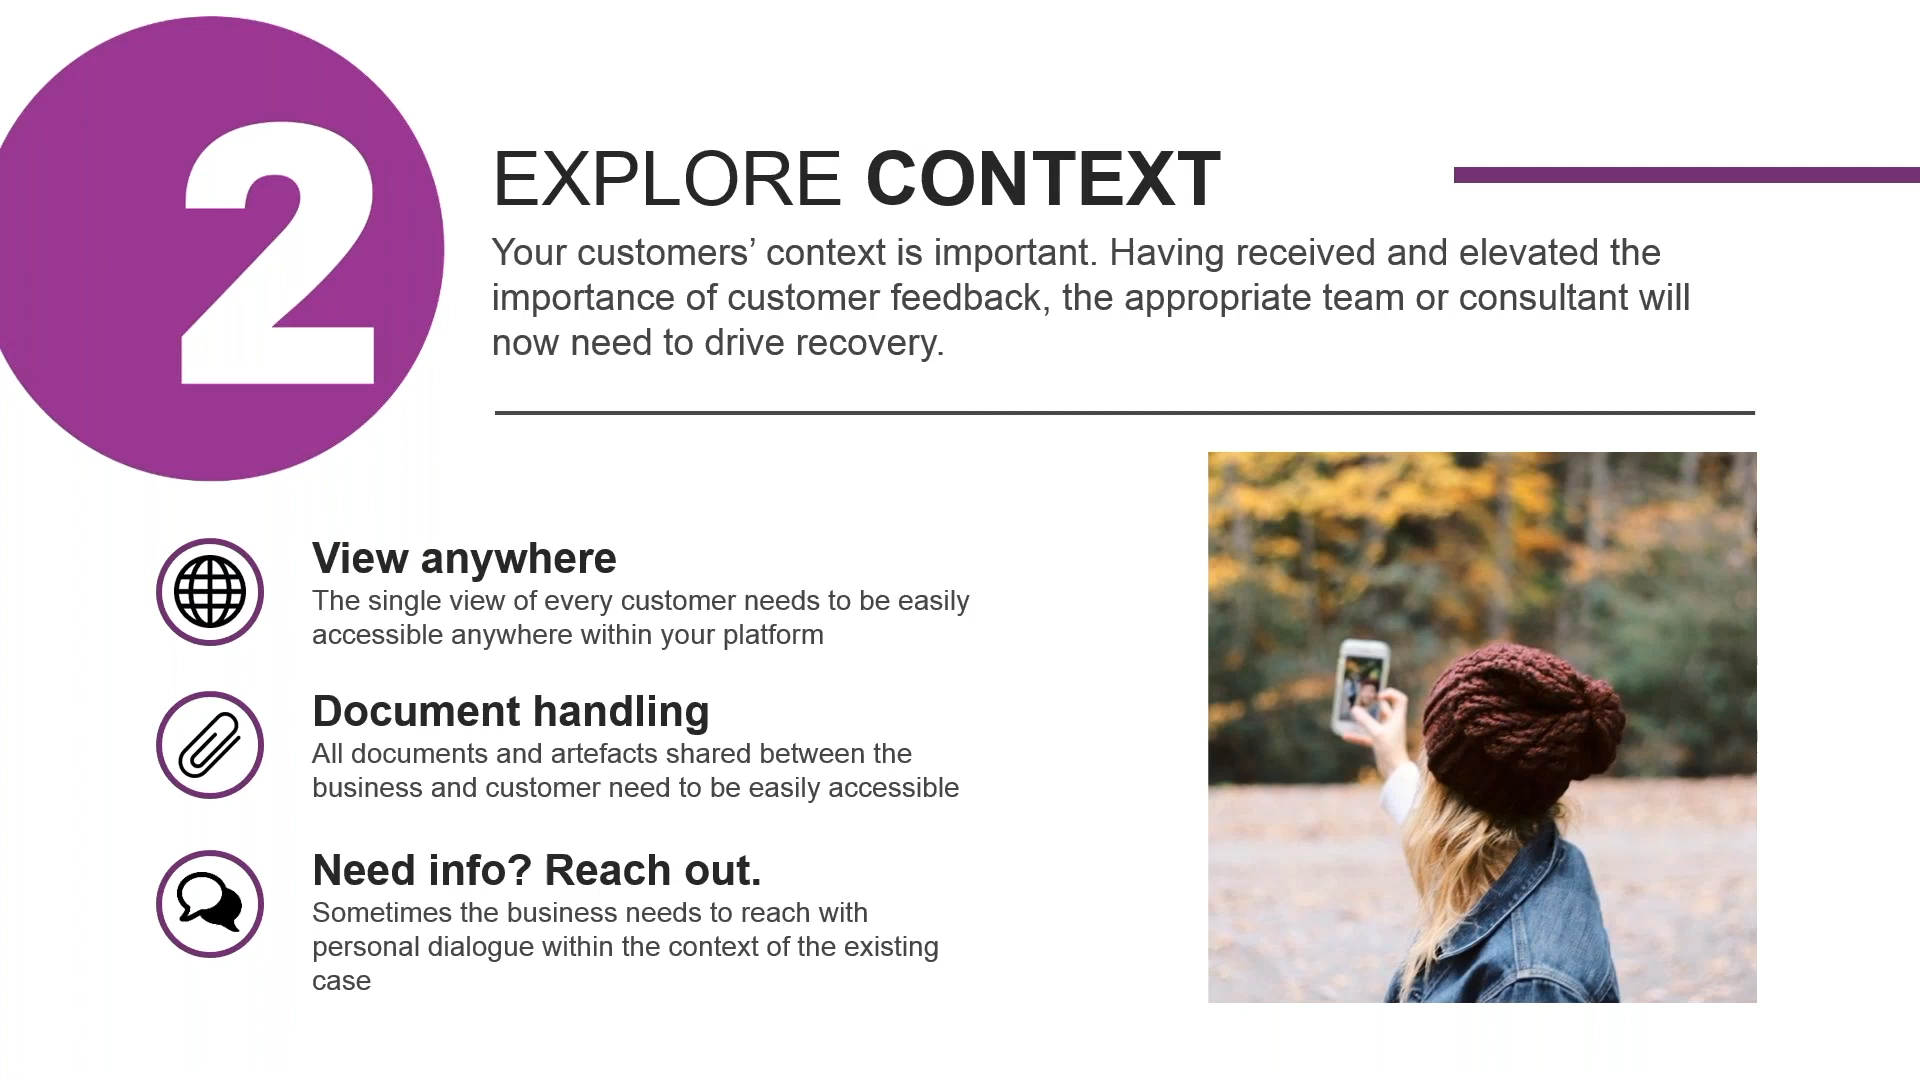 2
EXPLORE CONTEXT
Your customers’ context is important. Having received and elevated the
importance of customer feedback, the appropriate team or consultant will
now need to drive recovery.
View anywhere
The single view of every customer needs to be easily
accessible anywhere within your platform
Document handling
All documents and artefacts shared between the
business and customer need to be easily accessible
Need info? Reach out.
Sometimes the business needs to reach with
personal dialogue within the context of the existing
case